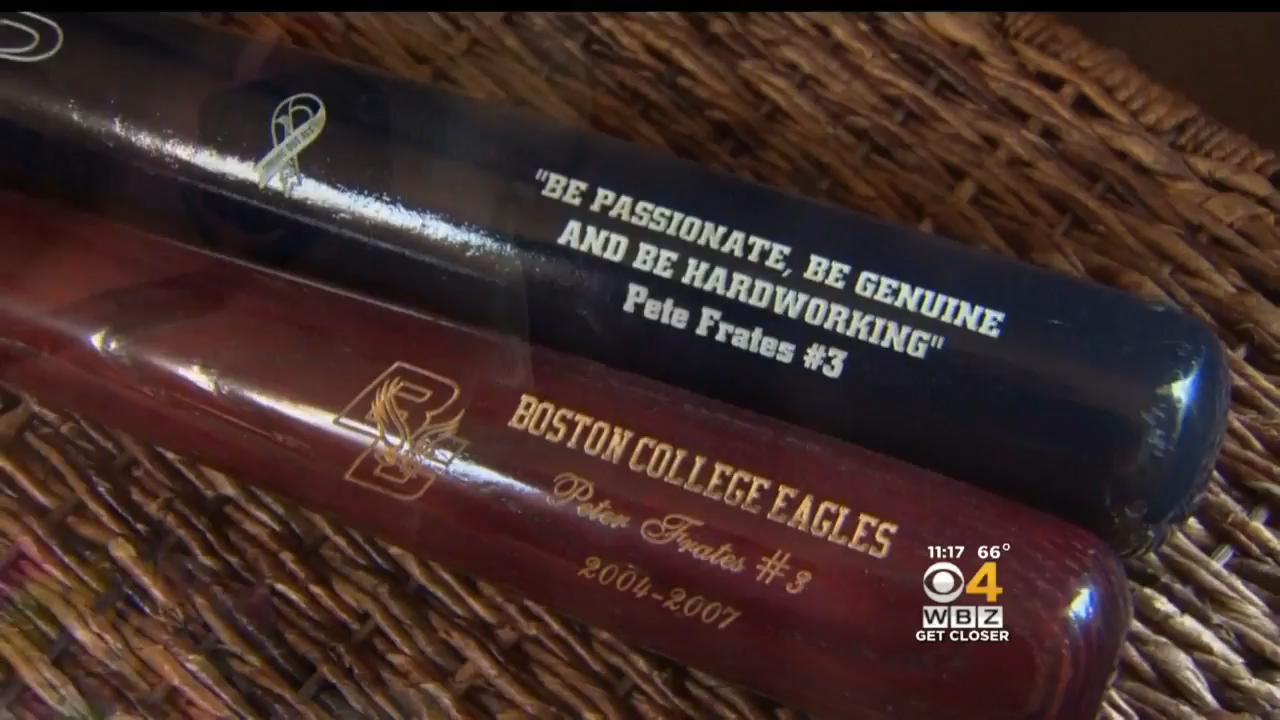 "BE PASSIONATE, BE GENUINE
AND BE HARDWORKING"
Pete Frates #3
BOSTON COLLEGE EAGLES
Peter Frates #3
2004-2007
11:17 66°
4
WBZ
GET CLOSER